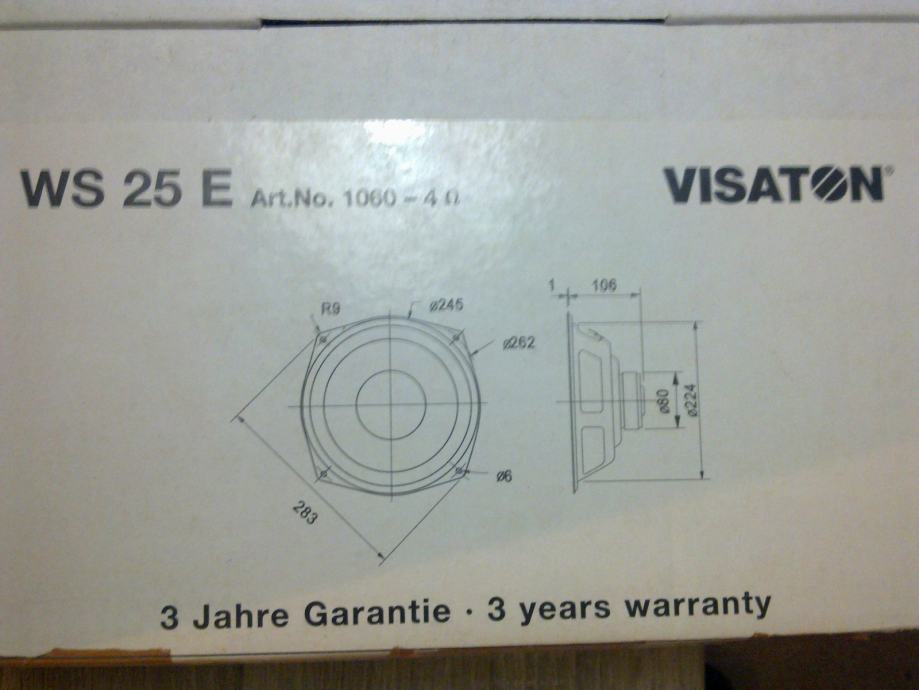 WS 25 E Art.No. 1060 – 4 Ω
VISATON®
1 106
R9 ø245
ø262
ø80 ø224
ø6
283
3 Jahre Garantie · 3 years warranty